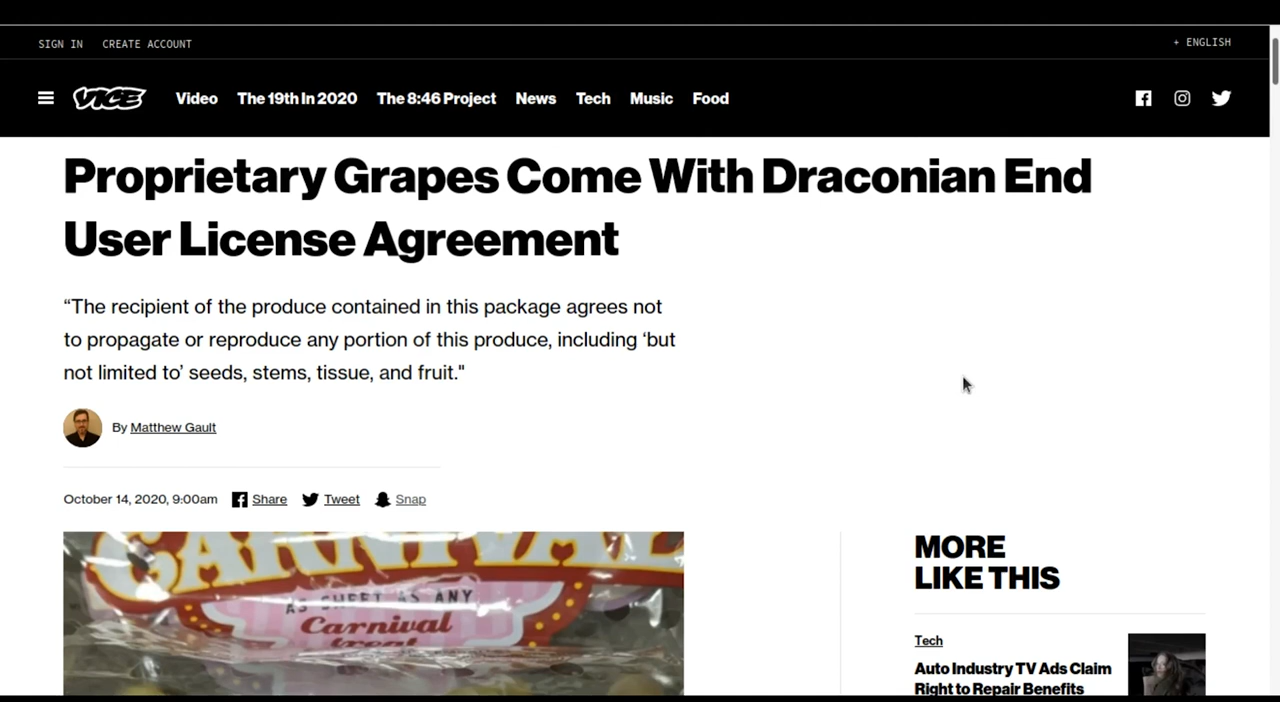 SIGN IN CREATE ACCOUNT + ENGLISH
VICE Video The 19th In 2020 The 8:46 Project News Tech Music Food
Proprietary Grapes Come With Draconian End
User License Agreement
“The recipient of the produce contained in this package agrees not
to propagate or reproduce any portion of this produce, including ‘but
not limited to’ seeds, stems, tissue, and fruit."
By Matthew Gault
October 14, 2020, 9:00am Share Tweet Snap
CARNIVAL
AS SWEET AS ANY
Carnival
treat
MORE
LIKE THIS
Tech
Auto Industry TV Ads Claim
Right to Repair Benefits